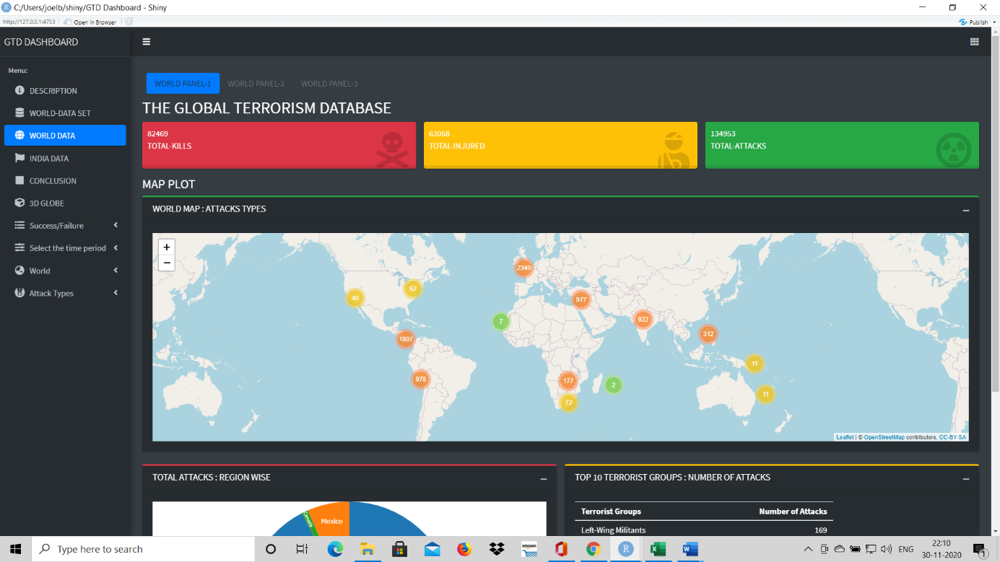 C:/Users/joelb/shiny/GTD Dashboard - Shiny
http://127.0.0.1:4753 Open in Browser Publish
GTD DASHBOARD
Menu:
DESCRIPTION
WORLD-DATA SET
WORLD DATA
INDIA DATA
CONCLUSION
3D GLOBE
Success/Failure
Select the time period
World
Attack Types
WORLD PANEL-1 WORLD PANEL-2 WORLD PANEL-3
THE GLOBAL TERRORISM DATABASE
82469
TOTAL-KILLS
63068
TOTAL-INJURED
134953
TOTAL-ATTACKS
MAP PLOT
WORLD MAP : ATTACKS TYPES
+
−
2349
62
40
977
922
7
312
1807
11
978
177
2
11
72
Leaflet | © OpenStreetMap contributors, CC-BY-SA
TOTAL ATTACKS : REGION WISE
Canada
Mexico
TOP 10 TERRORIST GROUPS : NUMBER OF ATTACKS
Terrorist Groups Number of Attacks
Left-Wing Militants 169
Type here to search
amazon
ENG
22:10
30-11-2020
1